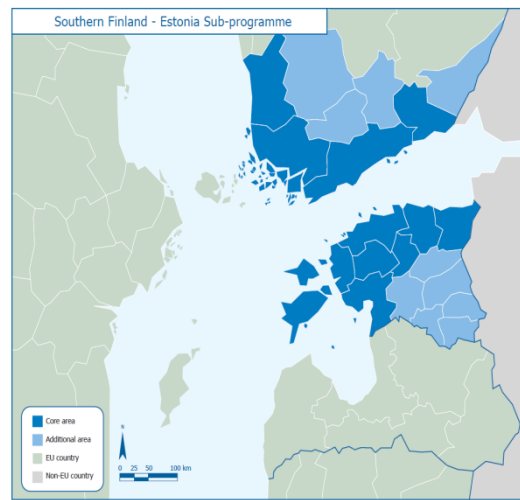 Southern Finland - Estonia Sub-programme
Core area
Additional area
EU country
Non-EU country
N
0 25 50 100 km